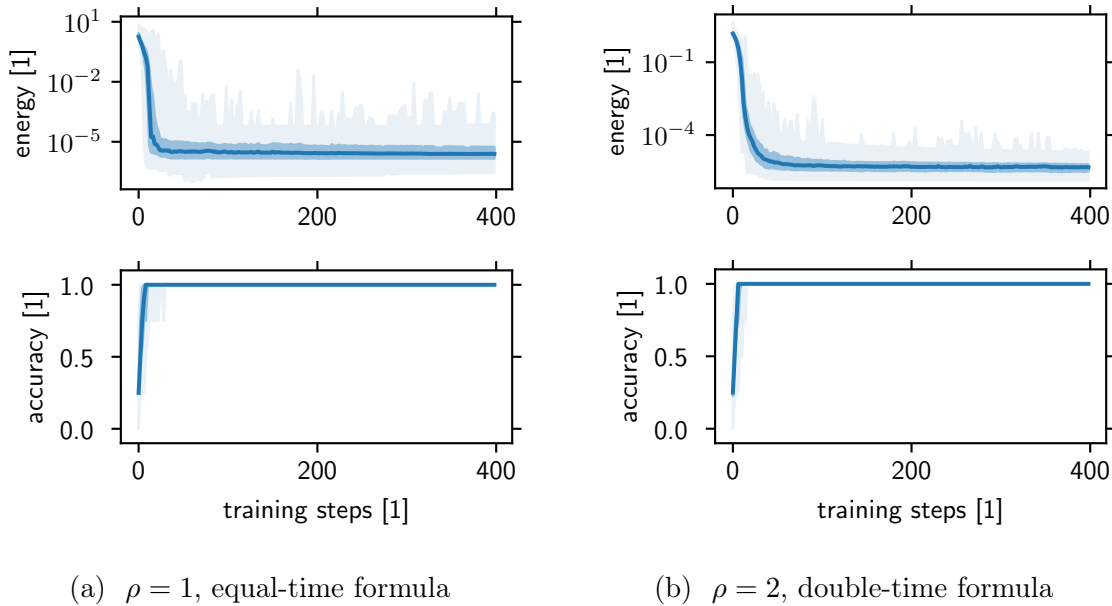 10¹
10⁻²
10⁻⁵
energy [1]
0
200
400
1.0
0.5
0.0
accuracy [1]
0
200
400
training steps [1]
(a) ρ = 1, equal-time formula
10⁻¹
10⁻⁴
energy [1]
0
200
400
1.0
0.5
0.0
accuracy [1]
0
200
400
training steps [1]
(b) ρ = 2, double-time formula